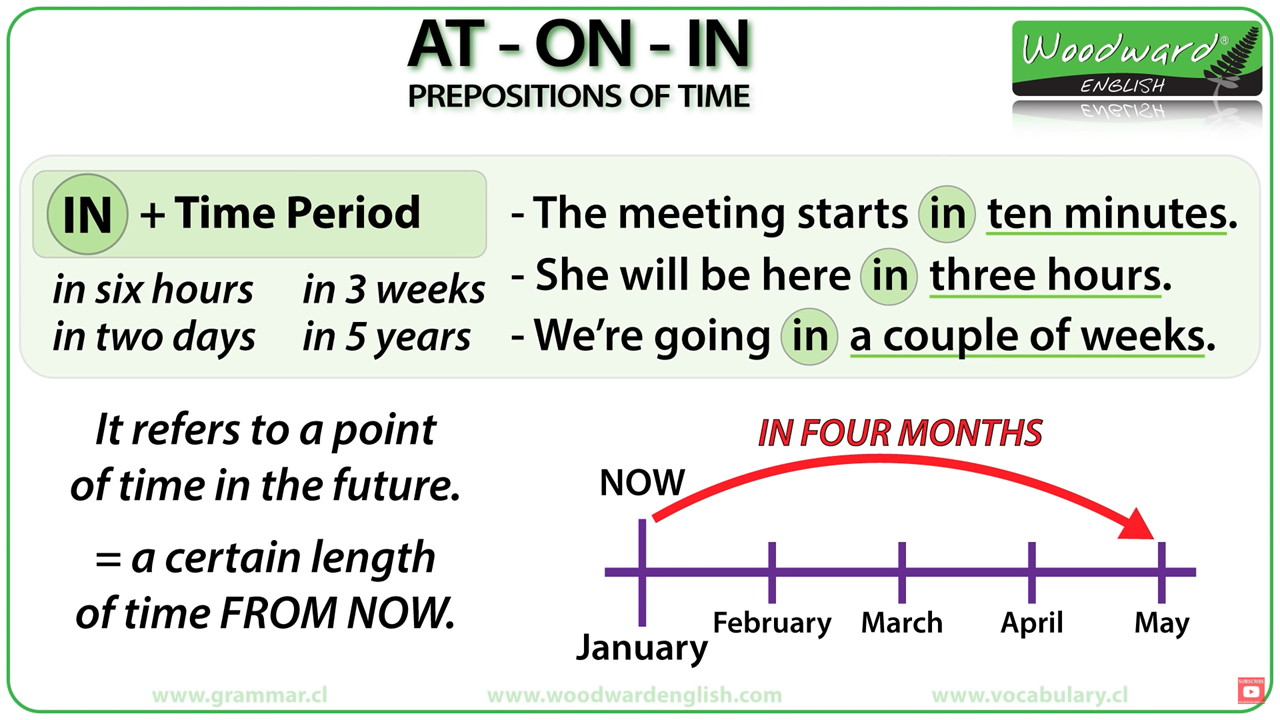 AT - ON - IN
PREPOSITIONS OF TIME
Woodward®
ENGLISH
IN + Time Period
in six hours in 3 weeks
in two days in 5 years
- The meeting starts in ten minutes.
- She will be here in three hours.
- We're going in a couple of weeks.
It refers to a point
of time in the future.
= a certain length
of time FROM NOW.
IN FOUR MONTHS
NOW
January February March April May
www.grammar.cl www.woodwardenglish.com www.vocabulary.cl
SUBSCRIBE